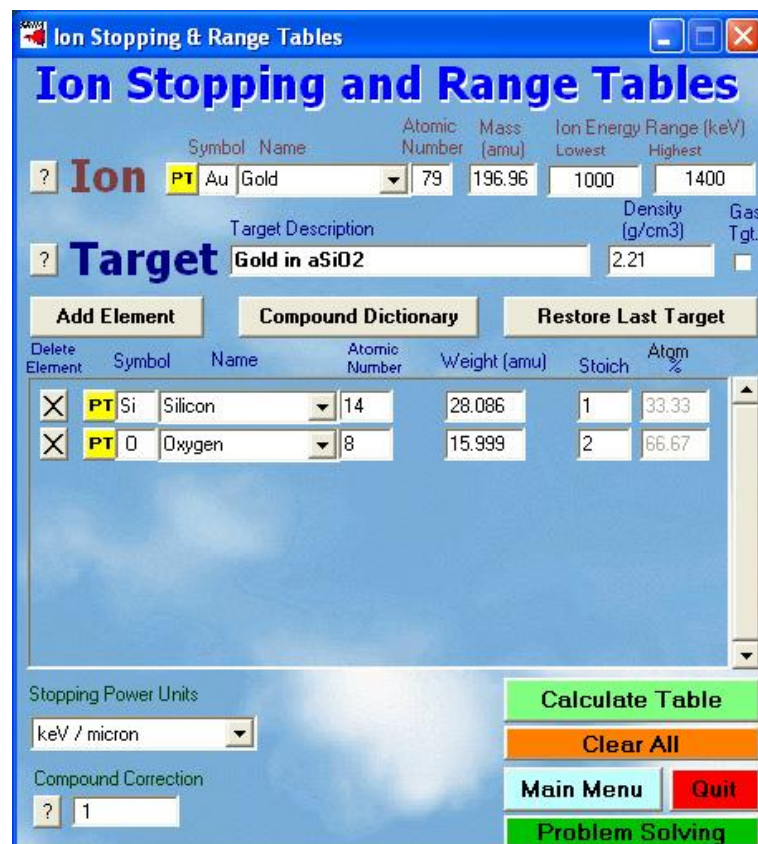 Ion Stopping & Range Tables
Ion Stopping and Range Tables
Symbol Name Atomic Number Mass (amu) Ion Energy Range (keV) Lowest Highest
? Ion PT Au Gold 79 196.96 1000 1400
Target Description Density (g/cm3) Gas Tgt.
? Target Gold in aSiO2 2.21
Add Element Compound Dictionary Restore Last Target
Delete Element Symbol Name Atomic Number Weight (amu) Stoich Atom %
X PT Si Silicon 14 28.086 1 33.33
X PT O Oxygen 8 15.999 2 66.67
Stopping Power Units
keV / micron
Calculate Table
Clear All
Compound Correction
? 1
Main Menu Quit
Problem Solving